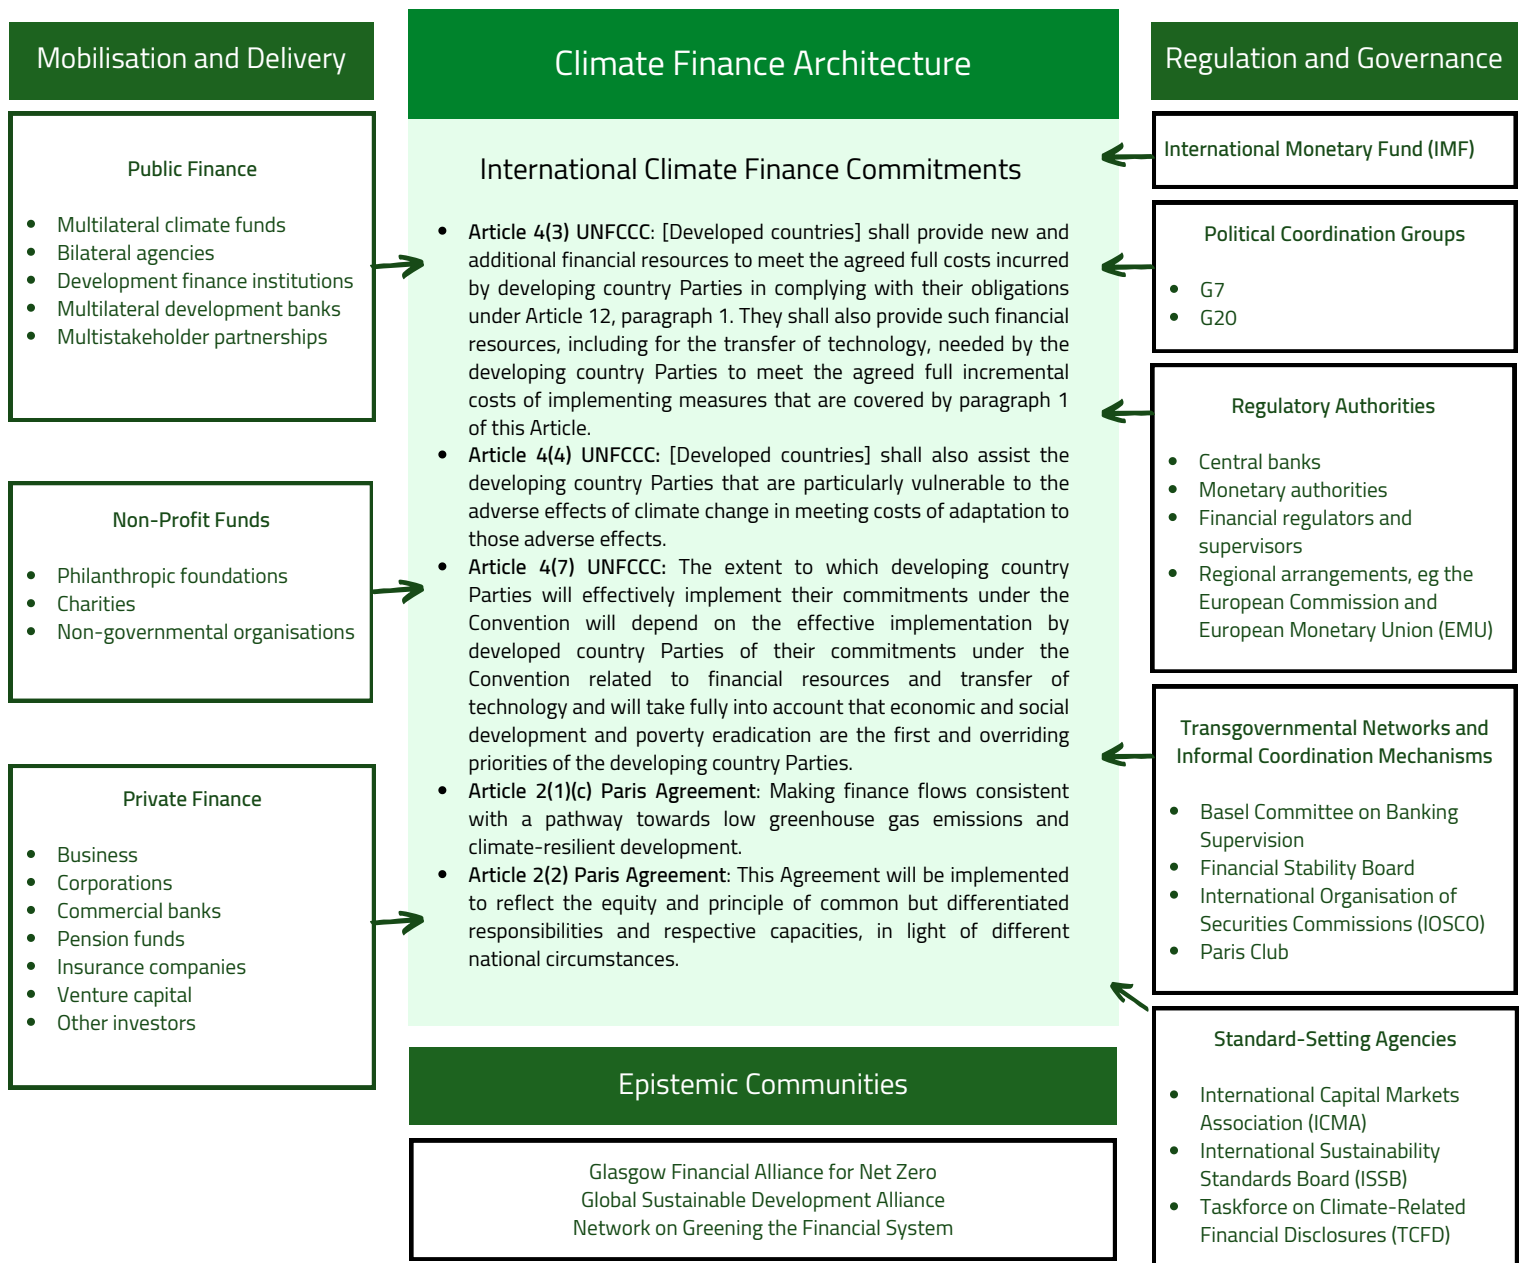 Mobilisation and Delivery
Public Finance
Multilateral climate funds
Bilateral agencies
Development finance institutions
Multilateral development banks
Multistakeholder partnerships
Non-Profit Funds
Philanthropic foundations
Charities
Non-governmental organisations
Private Finance
Business
Corporations
Commercial banks
Pension funds
Insurance companies
Venture capital
Other investors
Climate Finance Architecture
International Climate Finance Commitments
Article 4(3) UNFCCC: [Developed countries] shall provide new and
additional financial resources to meet the agreed full costs incurred
by developing country Parties in complying with their obligations
under Article 12, paragraph 1. They shall also provide such financial
resources, including for the transfer of technology, needed by the
developing country Parties to meet the agreed full incremental
costs of implementing measures that are covered by paragraph 1
of this Article.
Article 4(4) UNFCCC: [Developed countries] shall also assist the
developing country Parties that are particularly vulnerable to the
adverse effects of climate change in meeting costs of adaptation to
those adverse effects.
Article 4(7) UNFCCC: The extent to which developing country
Parties will effectively implement their commitments under the
Convention will depend on the effective implementation by
developed country Parties of their commitments under the
Convention related to financial resources and transfer of
technology and will take fully into account that economic and social
development and poverty eradication are the first and overriding
priorities of the developing country Parties.
Article 2(1)(c) Paris Agreement: Making finance flows consistent
with a pathway towards low greenhouse gas emissions and
climate-resilient development.
Article 2(2) Paris Agreement: This Agreement will be implemented
to reflect the equity and principle of common but differentiated
responsibilities and respective capacities, in light of different
national circumstances.
Epistemic Communities
Glasgow Financial Alliance for Net Zero
Global Sustainable Development Alliance
Network on Greening the Financial System
Regulation and Governance
International Monetary Fund (IMF)
Political Coordination Groups
G7
G20
Regulatory Authorities
Central banks
Monetary authorities
Financial regulators and
supervisors
Regional arrangements, eg the
European Commission and
European Monetary Union (EMU)
Transgovernmental Networks and
Informal Coordination Mechanisms
Basel Committee on Banking
Supervision
Financial Stability Board
International Organisation of
Securities Commissions (IOSCO)
Paris Club
Standard-Setting Agencies
International Capital Markets
Association (ICMA)
International Sustainability
Standards Board (ISSB)
Taskforce on Climate-Related
Financial Disclosures (TCFD)